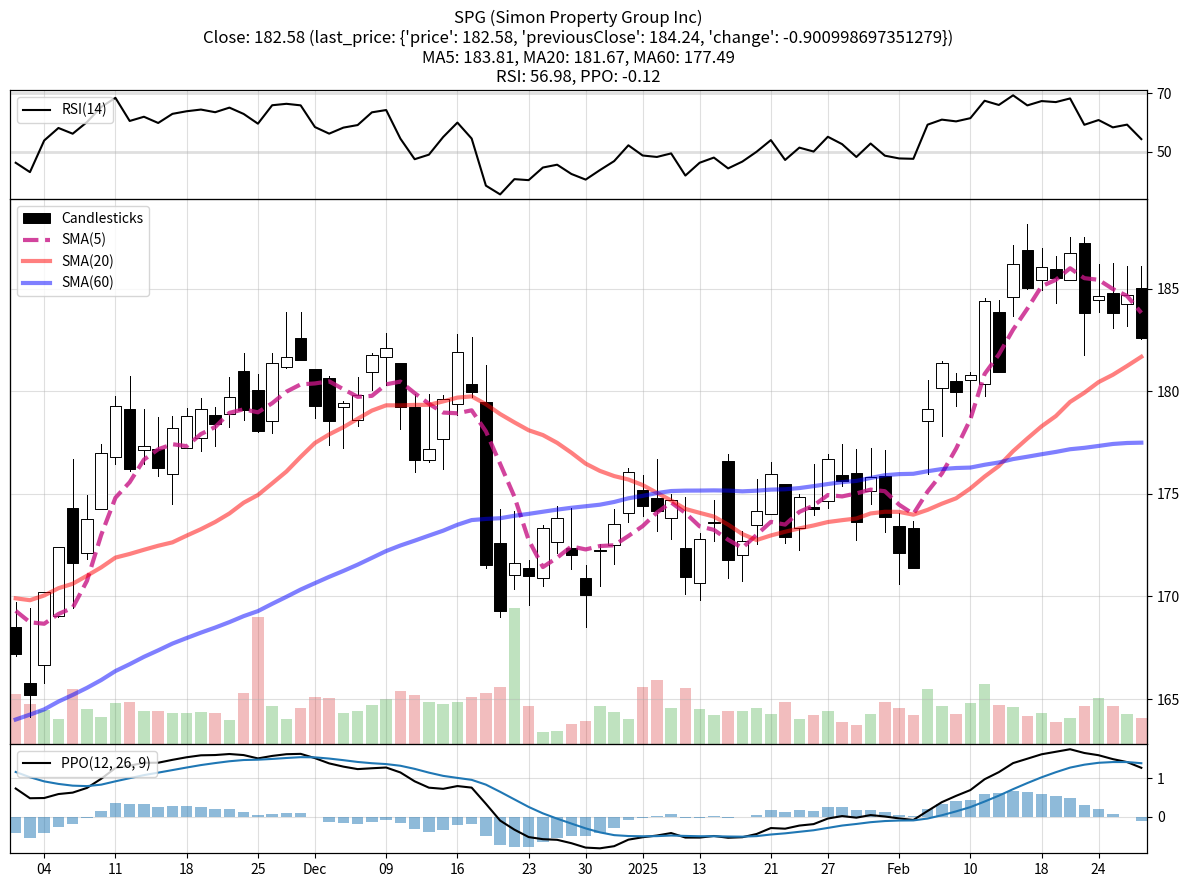 SPG (Simon Property Group Inc)
Close: 182.58 (last_price: {'price': 182.58, 'previousClose': 184.24, 'change': -0.900998697351279})
MA5: 183.81, MA20: 181.67, MA60: 177.49
RSI: 56.98, PPO: -0.12
RSI(14)
70
50
Candlesticks
SMA(5)
SMA(20)
SMA(60)
185
180
175
170
165
PPO(12, 26, 9)
1
0
04 11 18 25 Dec 09 16 23 30 2025 13 21 27 Feb 10 18 24